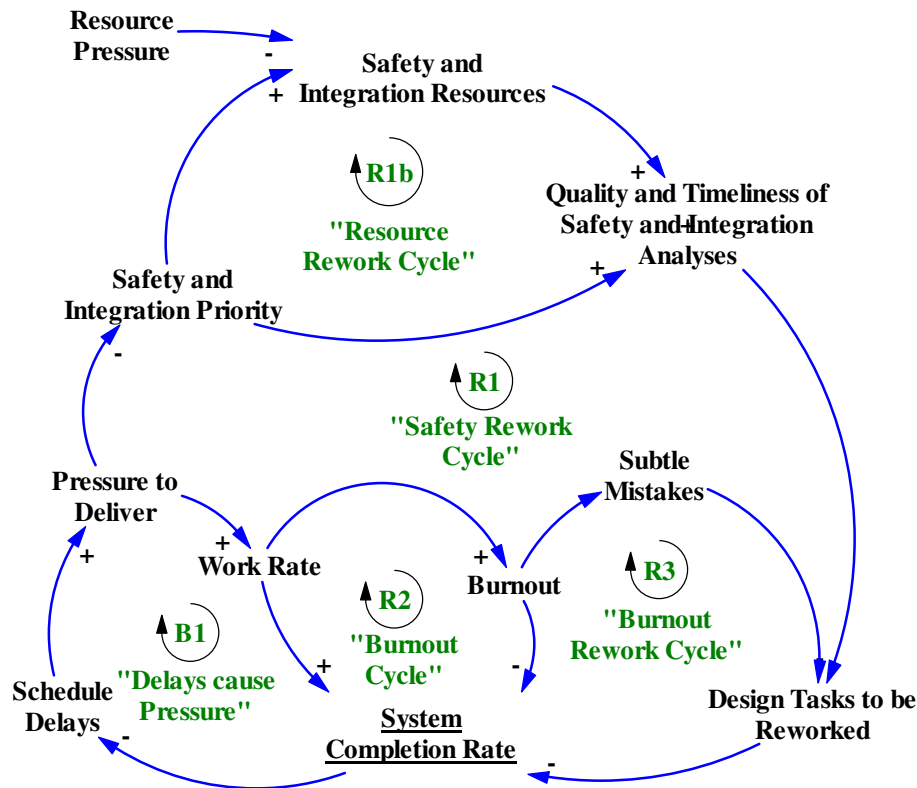 Resource
Pressure
-
Safety and
Integration Resources
+
R1b
"Resource
Rework Cycle"
+
Quality and Timeliness of
Safety and Integration
+
Analyses
+
Safety and
Integration Priority
-
R1
"Safety Rework
Cycle"
Subtle
Mistakes
Pressure to
Deliver
+
+
Work Rate
+
Burnout
R3
"Burnout
Rework Cycle"
R2
"Burnout
Cycle"
B1
"Delays cause
Pressure"
+
-
Schedule
Delays
-
System
Completion Rate
-
Design Tasks to be
Reworked